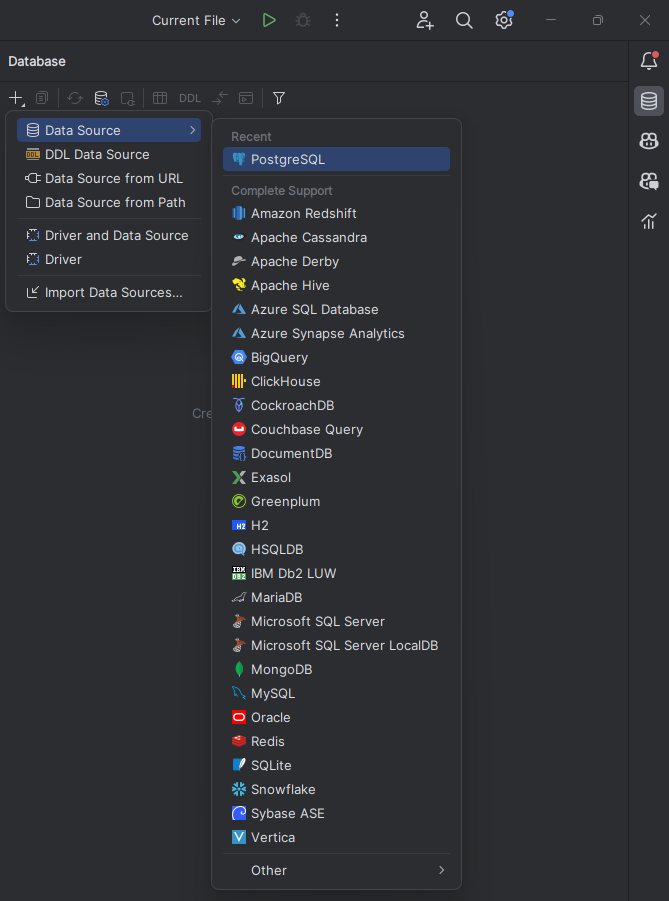 Current File
Database
DDL
Data Source
DDL Data Source
Data Source from URL
Data Source from Path
Driver and Data Source
Driver
Import Data Sources...
Cre
Recent
PostgreSQL
Complete Support
Amazon Redshift
Apache Cassandra
Apache Derby
Apache Hive
Azure SQL Database
Azure Synapse Analytics
BigQuery
ClickHouse
CockroachDB
Couchbase Query
DocumentDB
Exasol
Greenplum
H2
HSQLDB
IBM Db2 LUW
MariaDB
Microsoft SQL Server
Microsoft SQL Server LocalDB
MongoDB
MySQL
Oracle
Redis
SQLite
Snowflake
Sybase ASE
Vertica
Other